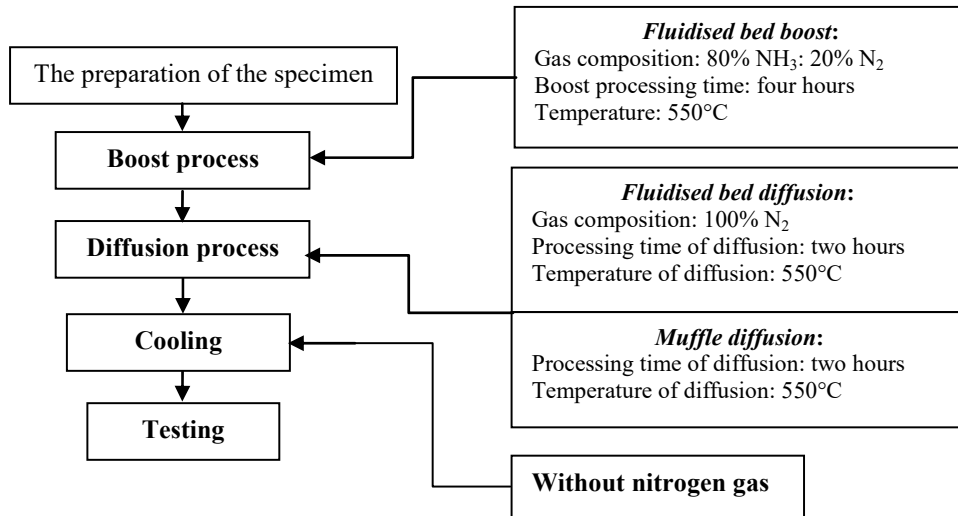 The preparation of the specimen
Boost process
Diffusion process
Cooling
Testing
Fluidised bed boost:
Gas composition: 80% NH₃: 20% N₂
Boost processing time: four hours
Temperature: 550°C
Fluidised bed diffusion:
Gas composition: 100% N₂
Processing time of diffusion: two hours
Temperature of diffusion: 550°C
Muffle diffusion:
Processing time of diffusion: two hours
Temperature of diffusion: 550°C
Without nitrogen gas